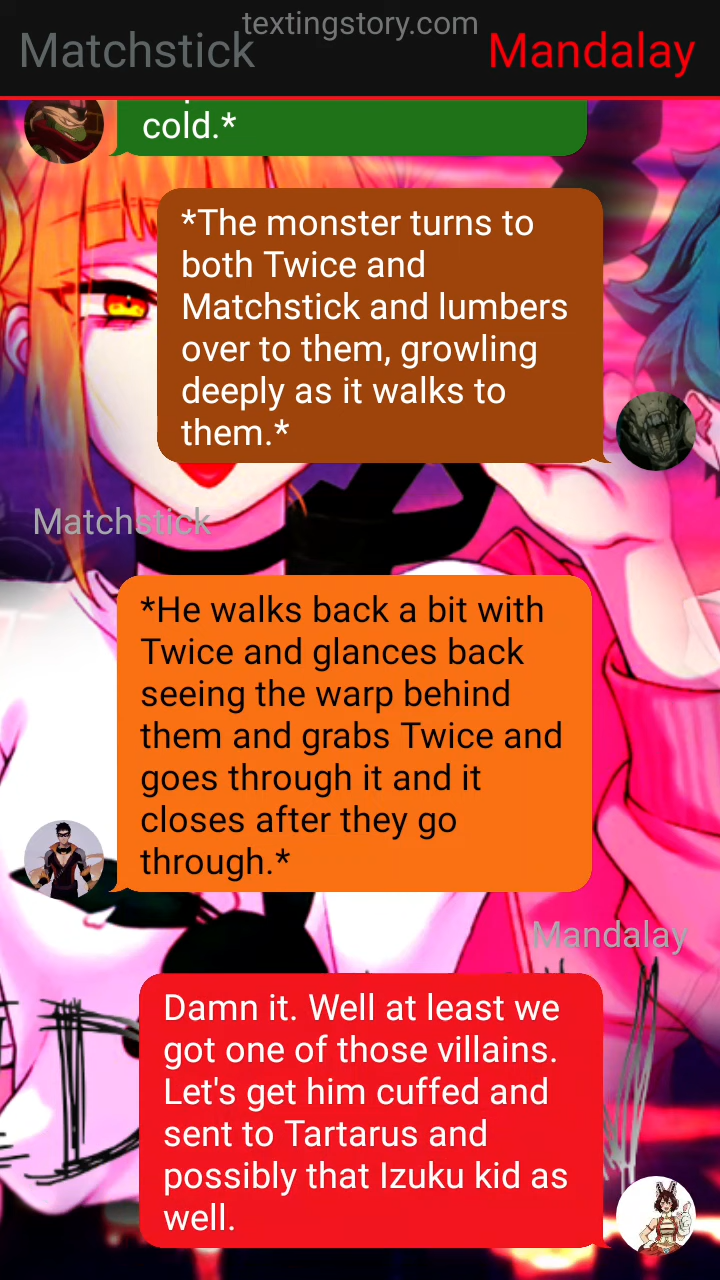 textingstory.com
Matchstick
Mandalay
cold.*
*The monster turns to
both Twice and
Matchstick and lumbers
over to them, growling
deeply as it walks to
them.*
Matchstick
*He walks back a bit with
Twice and glances back
seeing the warp behind
them and grabs Twice and
goes through it and it
closes after they go
through.*
Mandalay
Damn it. Well at least we
got one of those villains.
Let's get him cuffed and
sent to Tartarus and
possibly that Izuku kid as
well.